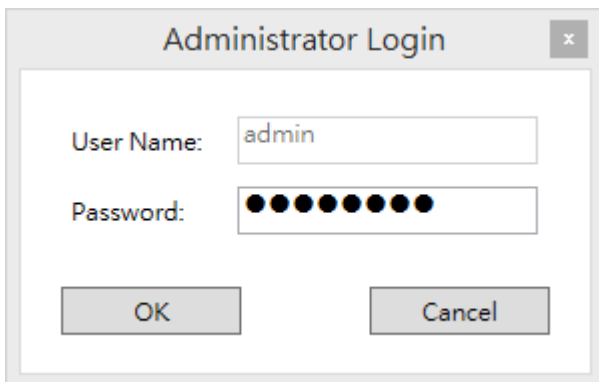 Administrator Login
x
User Name: admin
Password: ●●●●●●●●
OK Cancel